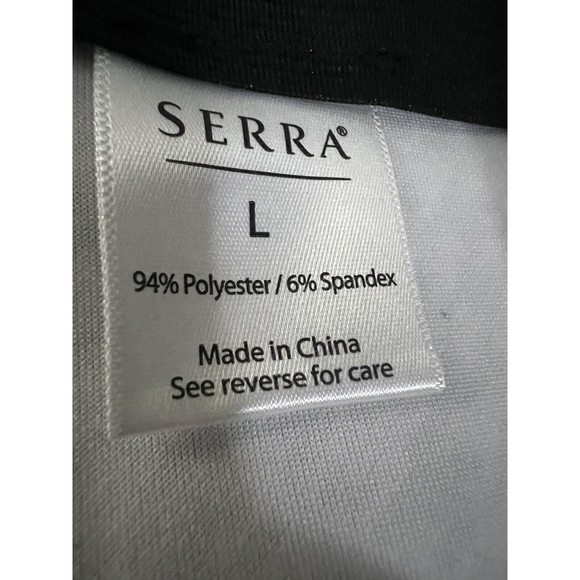 SERRA®
L
94% Polyester / 6% Spandex
Made in China
See reverse for care